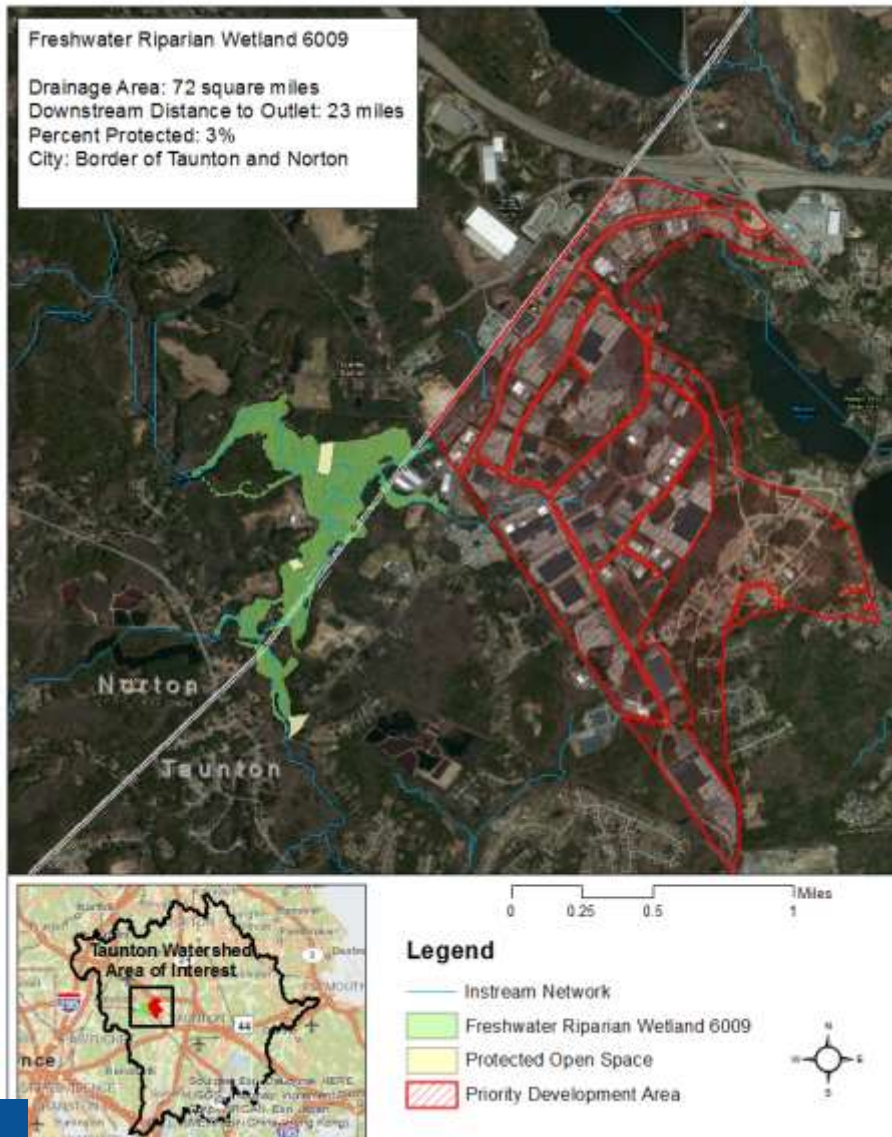 Freshwater Riparian Wetland 6009
Drainage Area: 72 square miles
Downstream Distance to Outlet: 23 miles
Percent Protected: 3%
City: Border of Taunton and Norton
Norton
Taunton
Taunton Watershed
Area of Interest
44
Miles
0
0.25
0.5
1
Legend
Instream Network
Freshwater Riparian Wetland 6009
Protected Open Space
Priority Development Area
N
W
E
S